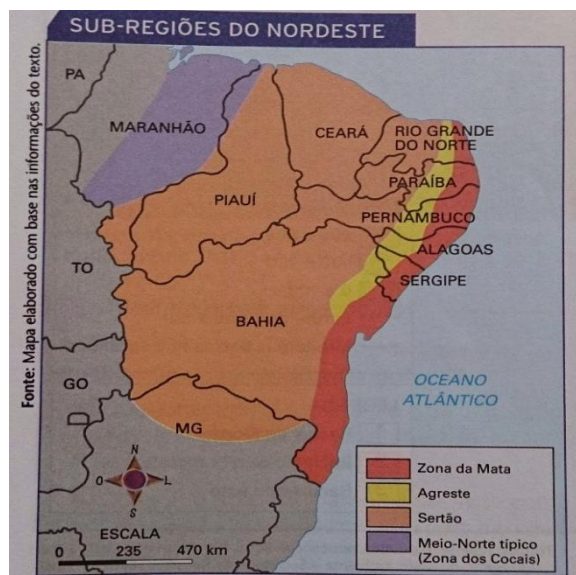 SUB-REGIÕES DO NORDESTE
Fonte: Mapa elaborado com base nas informações do texto.
PA
MARANHÃO
CEARÁ
RIO GRANDE
DO NORTE
PARAÍBA
PIAUÍ
PERNAMBUCO
ALAGOAS
TO
SERGIPE
BAHIA
GO
OCEANO
ATLÂNTICO
MG
N
O
L
S
Zona da Mata
Agreste
Sertão
Meio-Norte típico
(Zona dos Cocais)
ESCALA
0 235 470 km